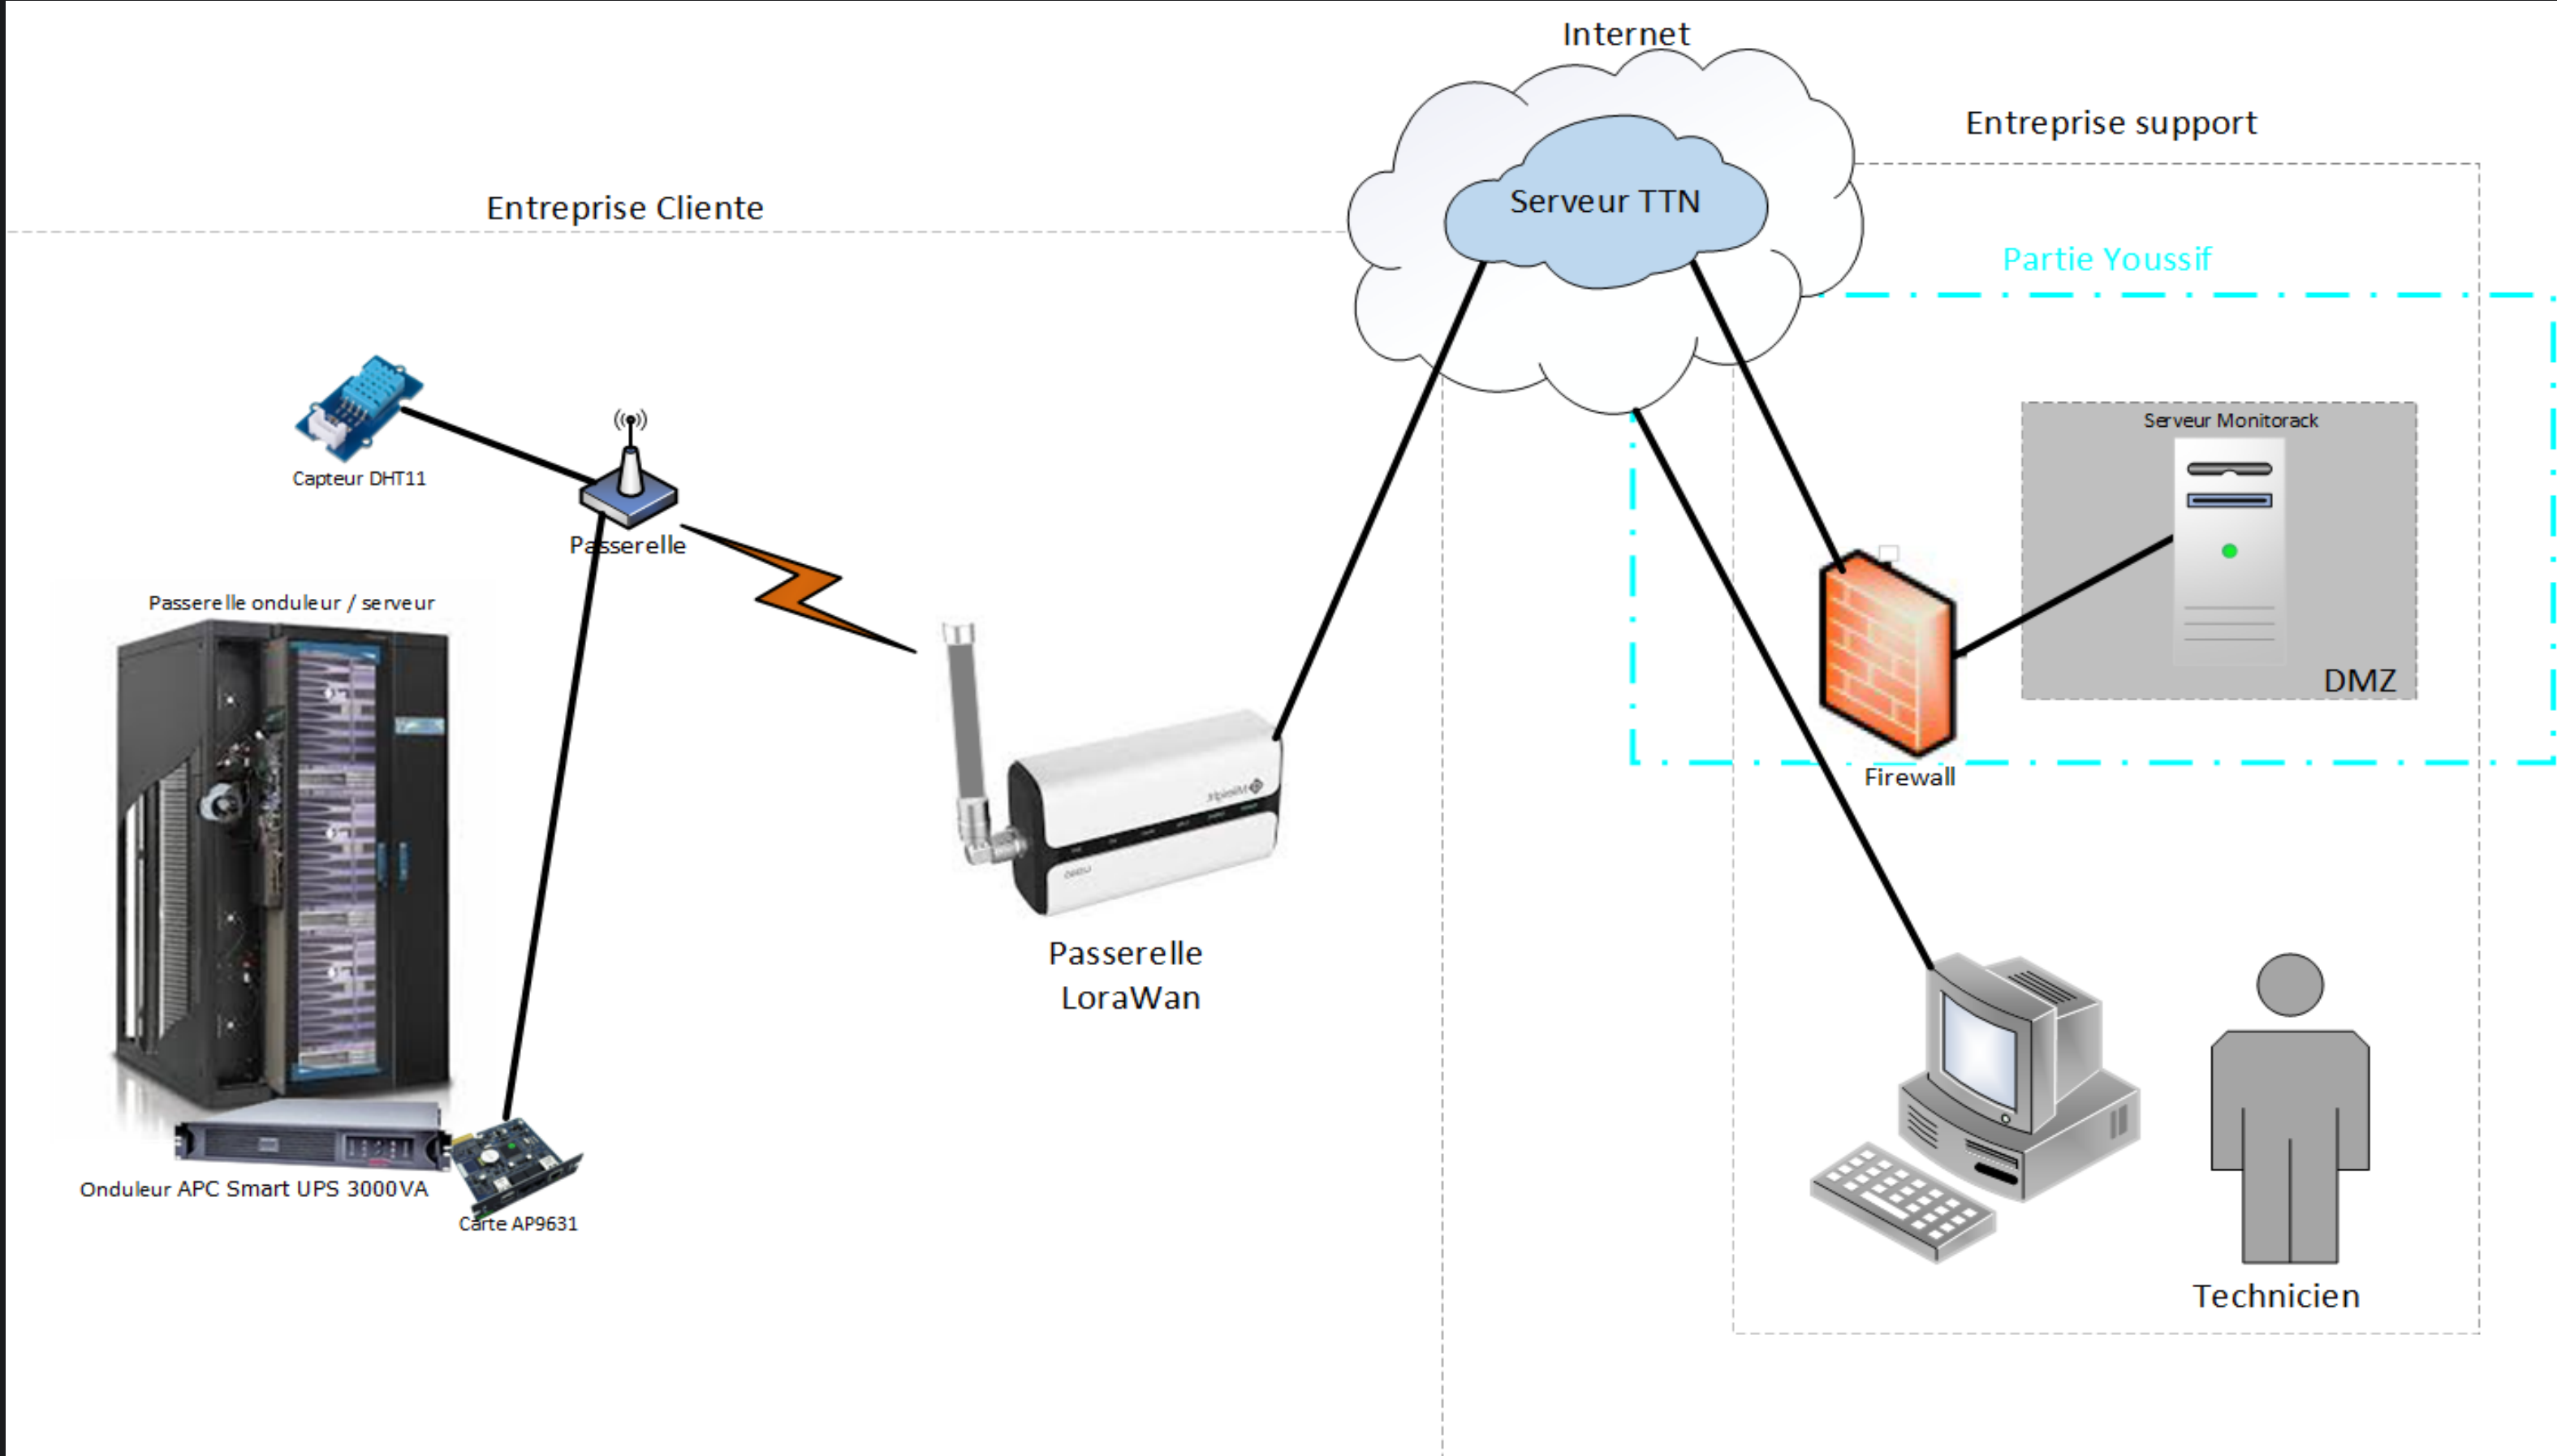 Internet
Entreprise support
Entreprise Cliente
Serveur TTN
Partie Youssif
Serveur Monitorack
Capteur DHT11
Passerelle
Passerelle onduleur / serveur
DMZ
Firewall
Milesight
Passerelle
LoraWan
Onduleur APC Smart UPS 3000VA
Carte AP9631
Technicien